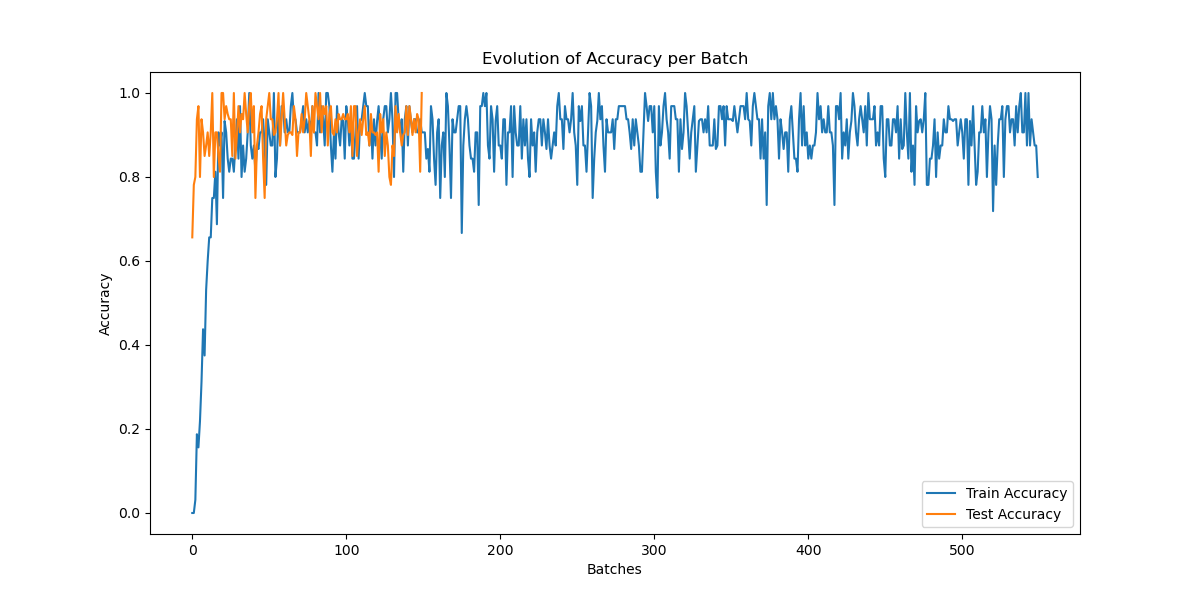 Evolution of Accuracy per Batch
1.0
0.8
0.6
0.4
0.2
0.0
Accuracy
0 100 200 300 400 500
Batches
Train Accuracy
Test Accuracy